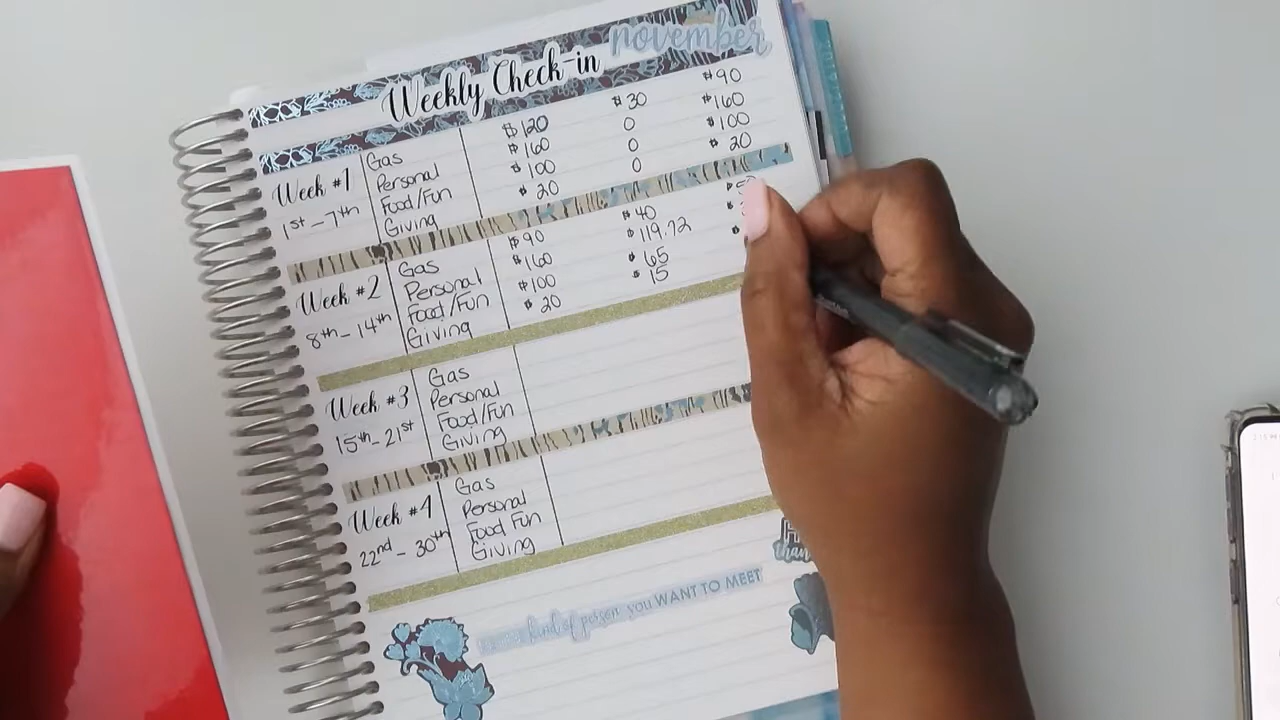 november
Weekly Check-in
Week #1
1st - 7th
Gas $120 $30 $90
Personal $160 0 $160
Food/Fun $100 0 $100
Giving $20 0 $20
Week #2
8th - 14th
Gas $90 $40
Personal $160 $119.72
Food/Fun $100 $65
Giving $20 $15
Week #3
15th - 21st
Gas
Personal
Food/Fun
Giving
Week #4
22nd - 30th
Gas
Personal
Food Fun
Giving
kind of person you WANT TO MEET